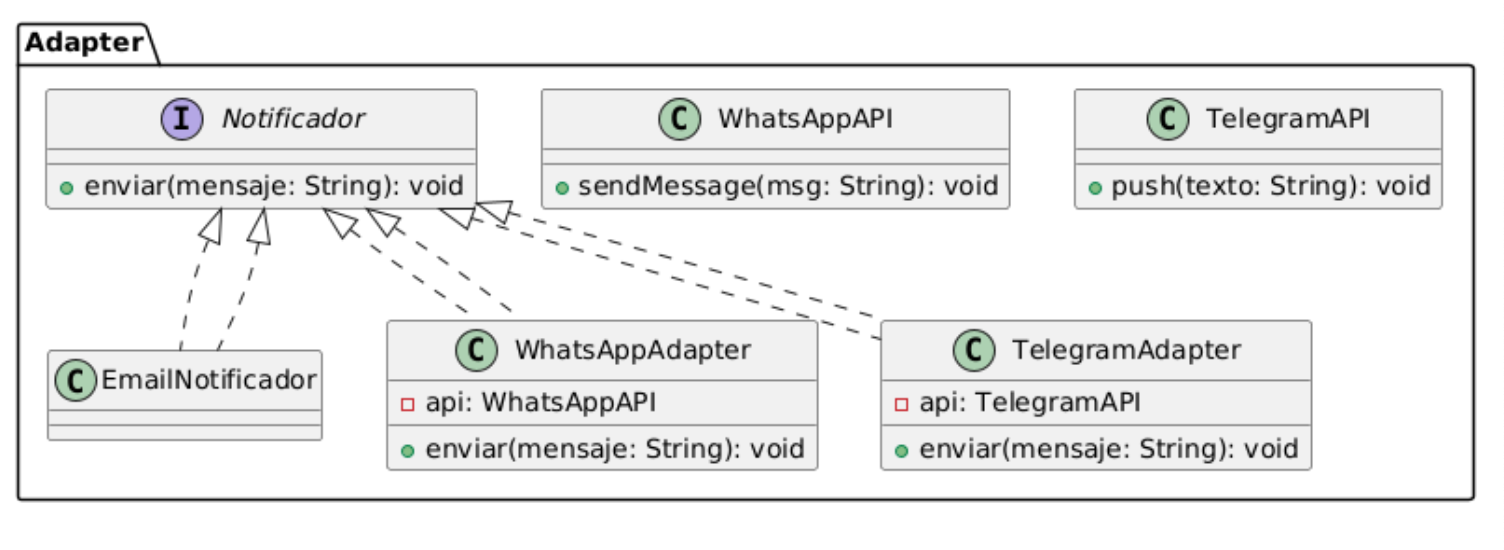 Adapter
I Notificador
enviar(mensaje: String): void
C WhatsAppAPI
sendMessage(msg: String): void
C TelegramAPI
push(texto: String): void
C EmailNotificador
C WhatsAppAdapter
api: WhatsAppAPI
enviar(mensaje: String): void
C TelegramAdapter
api: TelegramAPI
enviar(mensaje: String): void